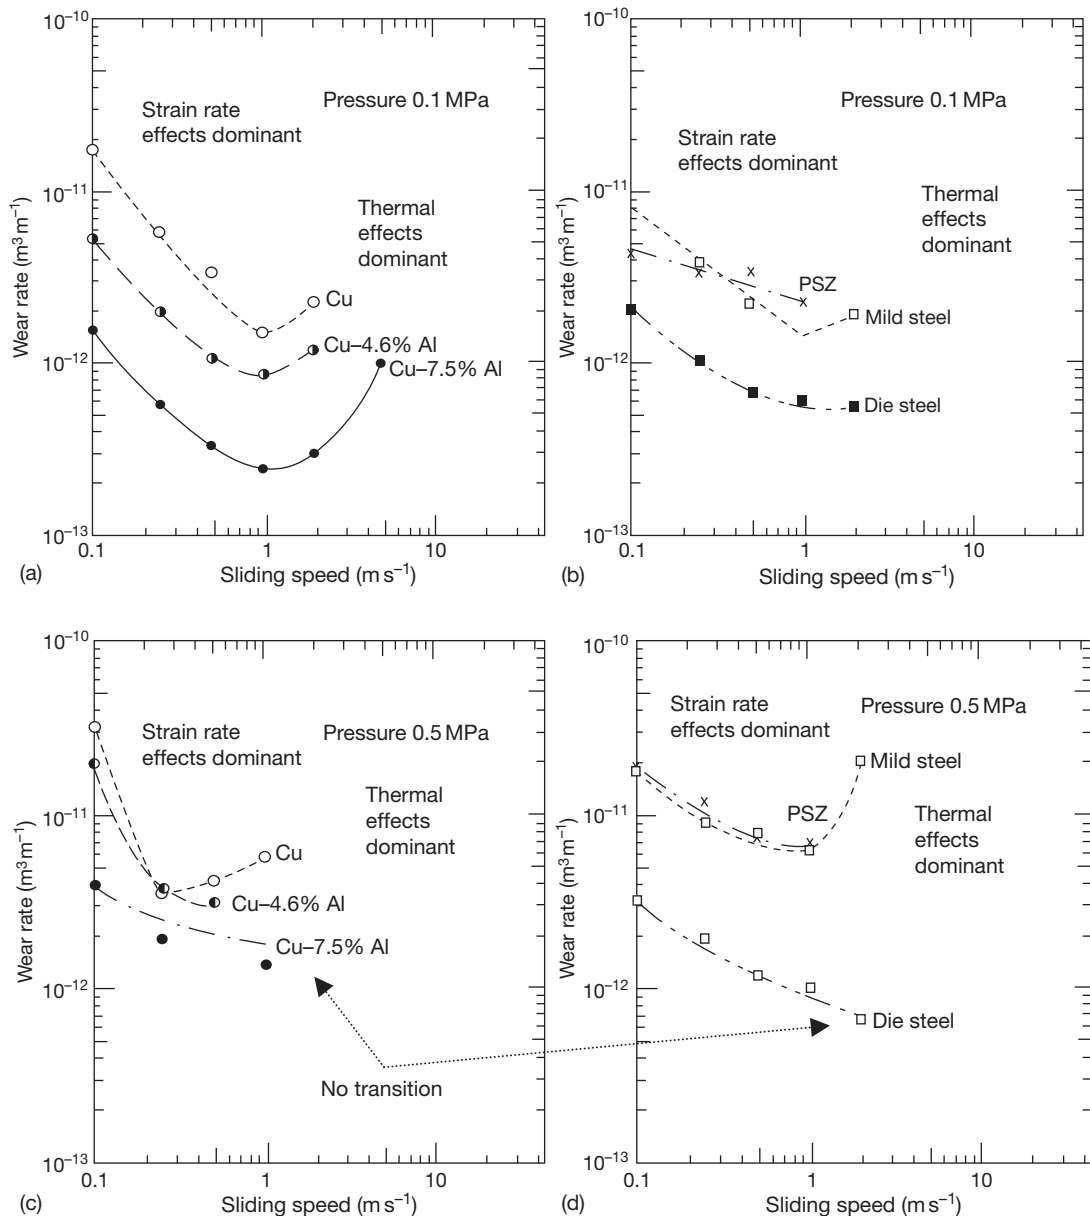 10⁻¹⁰
Strain rate
effects dominant
Pressure 0.1 MPa
10⁻¹¹
Thermal
effects
dominant
Wear rate (m³ m⁻¹)
Cu
Cu–4.6% Al
10⁻¹²
Cu–7.5% Al
10⁻¹³
0.1
1
10
(a)
Sliding speed (m s⁻¹)
10⁻¹⁰
Pressure 0.1 MPa
Strain rate
effects dominant
10⁻¹¹
Thermal
effects
dominant
Wear rate (m³ m⁻¹)
PSZ
Mild steel
10⁻¹²
Die steel
10⁻¹³
0.1
1
10
(b)
Sliding speed (m s⁻¹)
10⁻¹⁰
Strain rate
effects dominant
Pressure 0.5 MPa
Thermal
effects
dominant
10⁻¹¹
Wear rate (m³ m⁻¹)
Cu
Cu–4.6% Al
Cu–7.5% Al
10⁻¹²
No transition
10⁻¹³
0.1
1
10
(c)
Sliding speed (m s⁻¹)
10⁻¹⁰
Strain rate
effects dominant
Pressure 0.5 MPa
Mild steel
10⁻¹¹
PSZ
Thermal
effects
dominant
Wear rate (m³ m⁻¹)
10⁻¹²
Die steel
10⁻¹³
0.1
1
10
(d)
Sliding speed (m s⁻¹)